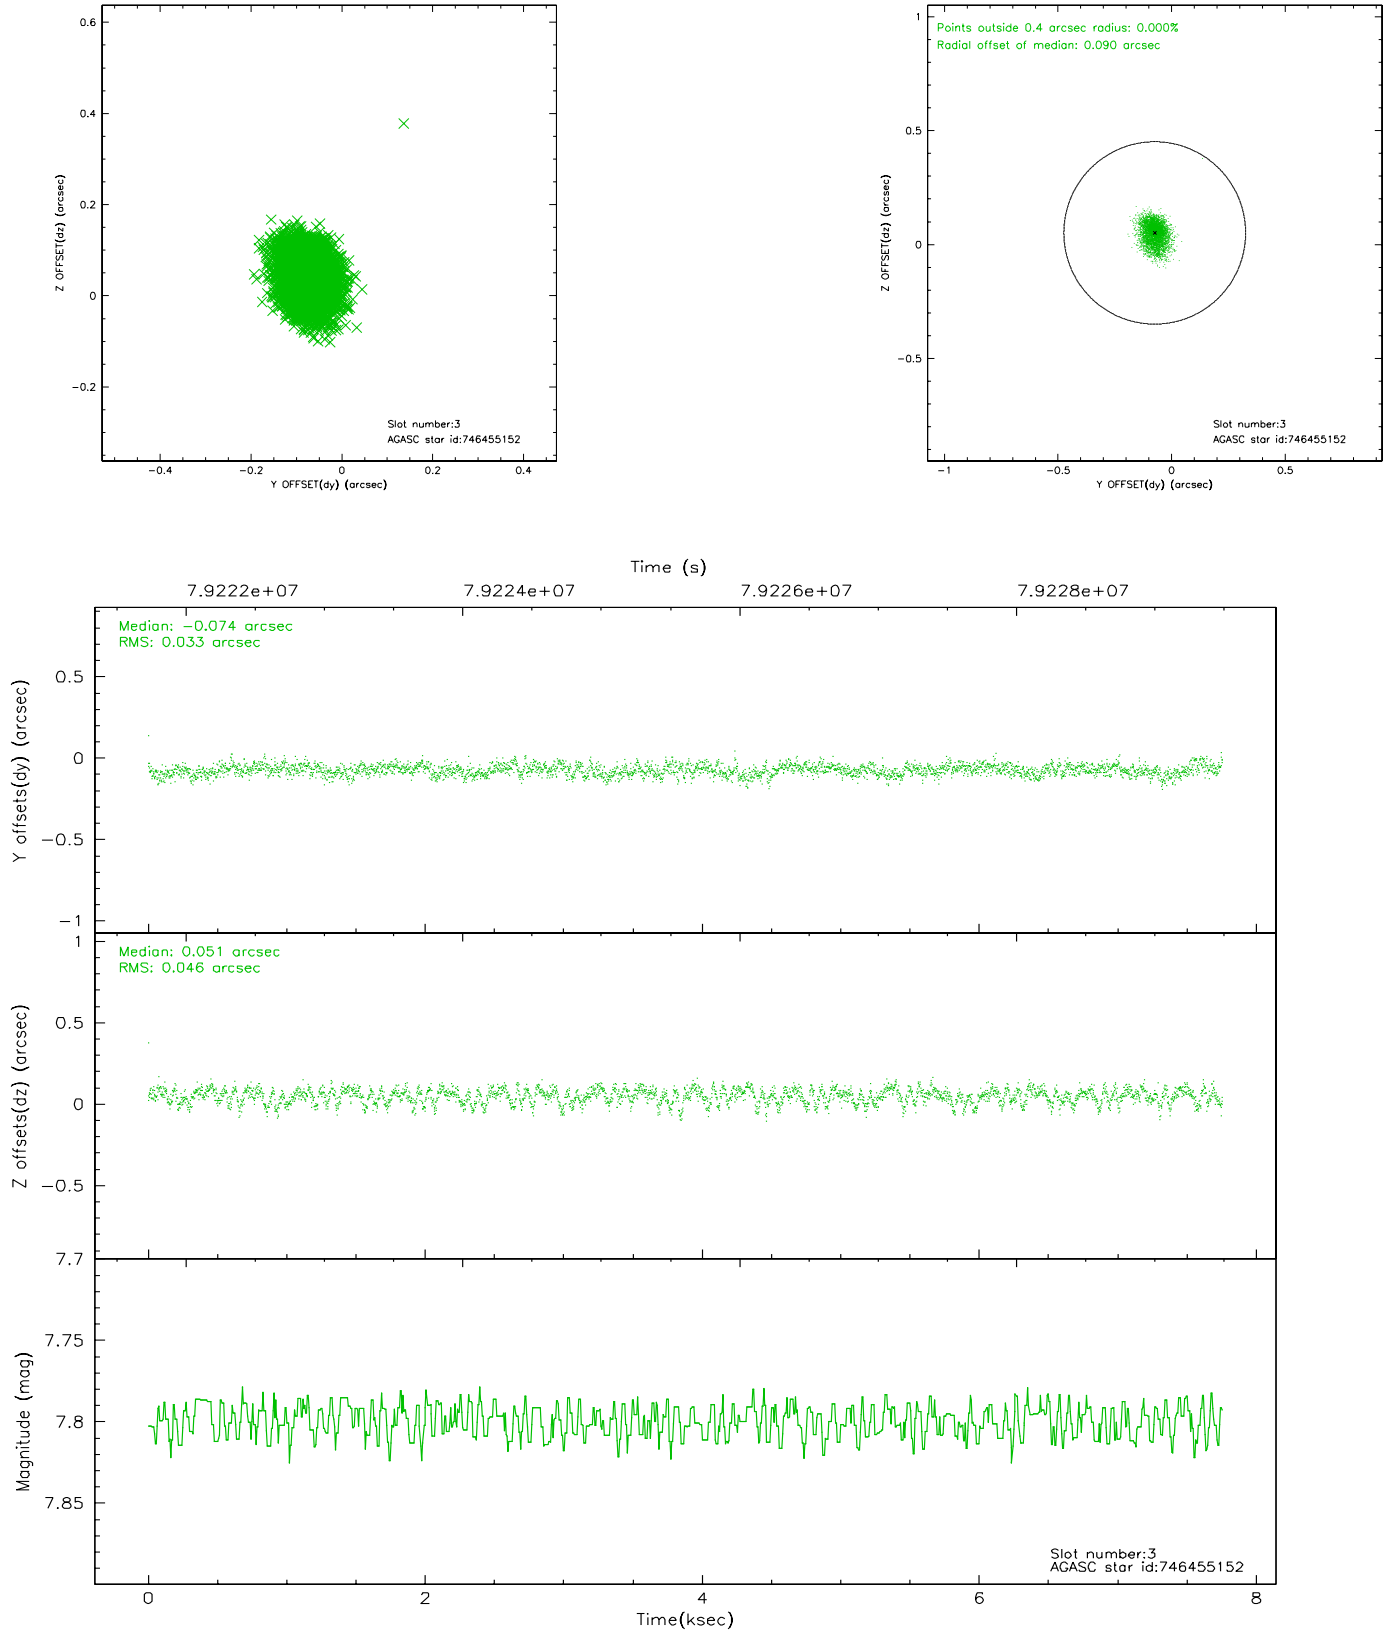 0.6
0.4
0.2
0
−0.2
Z OFFSET(dz) (arcsec)
Slot number:3
AGASC star id:746455152
−0.4 −0.2 0 0.2 0.4
Y OFFSET(dy) (arcsec)
Points outside 0.4 arcsec radius: 0.000%
Radial offset of median: 0.090 arcsec
1
0.5
0
−0.5
Z OFFSET(dz) (arcsec)
Slot number:3
AGASC star id:746455152
−1 −0.5 0 0.5
Y OFFSET(dy) (arcsec)
Time (s)
7.9222e+07 7.9224e+07 7.9226e+07 7.9228e+07
Median: −0.074 arcsec
RMS: 0.033 arcsec
0.5
0
−0.5
−1
Y offsets(dy) (arcsec)
Median: 0.051 arcsec
RMS: 0.046 arcsec
1
0.5
0
−0.5
Z offsets(dz) (arcsec)
7.7
7.75
7.8
7.85
Magnitude (mag)
Slot number:3
AGASC star id:746455152
0 2 4 6 8
Time(ksec)